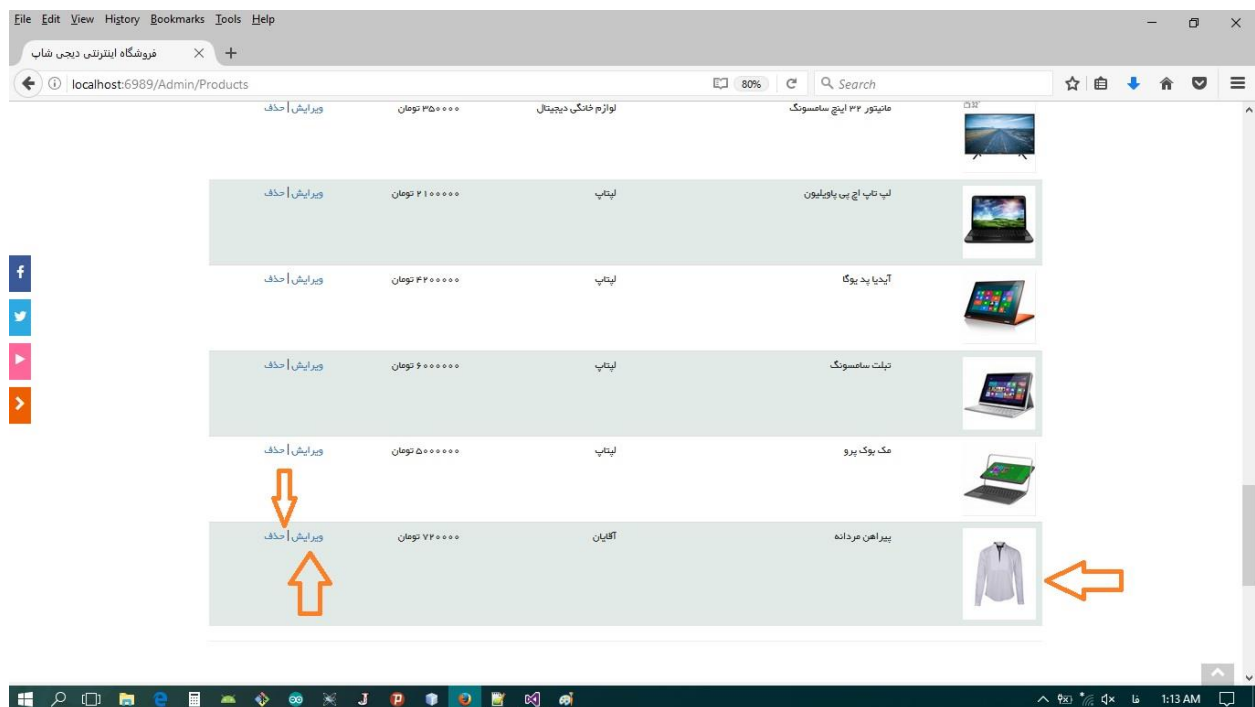 File Edit View History Bookmarks Tools Help
فروشگاه اینترنتی دیجی شاپ
localhost:6989/Admin/Products 80% Search
مانیتور ۳۲ اینچ سامسونگ لوازم خانگی دیجیتال ۳۵۰۰۰۰ تومان ویرایش | حذف
لپ تاپ اچ پی پاویلیون لپتاپ ۲۱۰۰۰۰۰ تومان ویرایش | حذف
آیدیا پد یوگا لپتاپ ۴۲۰۰۰۰۰ تومان ویرایش | حذف
تبلت سامسونگ لپتاپ ۶۰۰۰۰۰۰ تومان ویرایش | حذف
مک بوک پرو لپتاپ ۵۰۰۰۰۰۰ تومان ویرایش | حذف
پیراهن مردانه آقایان ۷۲۰۰۰۰ تومان ویرایش | حذف
فا 1:13 AM